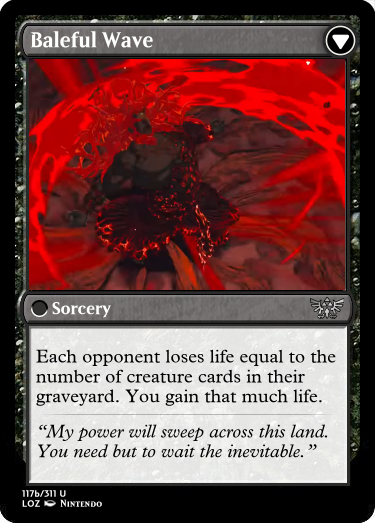 Baleful Wave
Sorcery
Each opponent loses life equal to the
number of creature cards in their
graveyard. You gain that much life.
“My power will sweep across this land.
You need but to wait the inevitable.”
117b/311 U
LOZ Nintendo